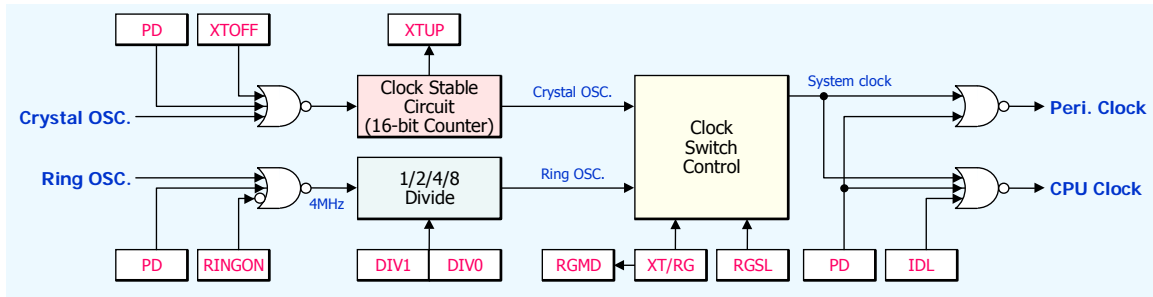 PD
XTOFF
XTUP
Crystal OSC.
Clock Stable
Circuit
(16-bit Counter)
Crystal OSC.
Clock
Switch
Control
System clock
Peri. Clock
Ring OSC.
4MHz
1/2/4/8
Divide
Ring OSC.
CPU Clock
PD
RINGON
DIV1
DIV0
RGMD
XT/RG
RGSL
PD
IDL